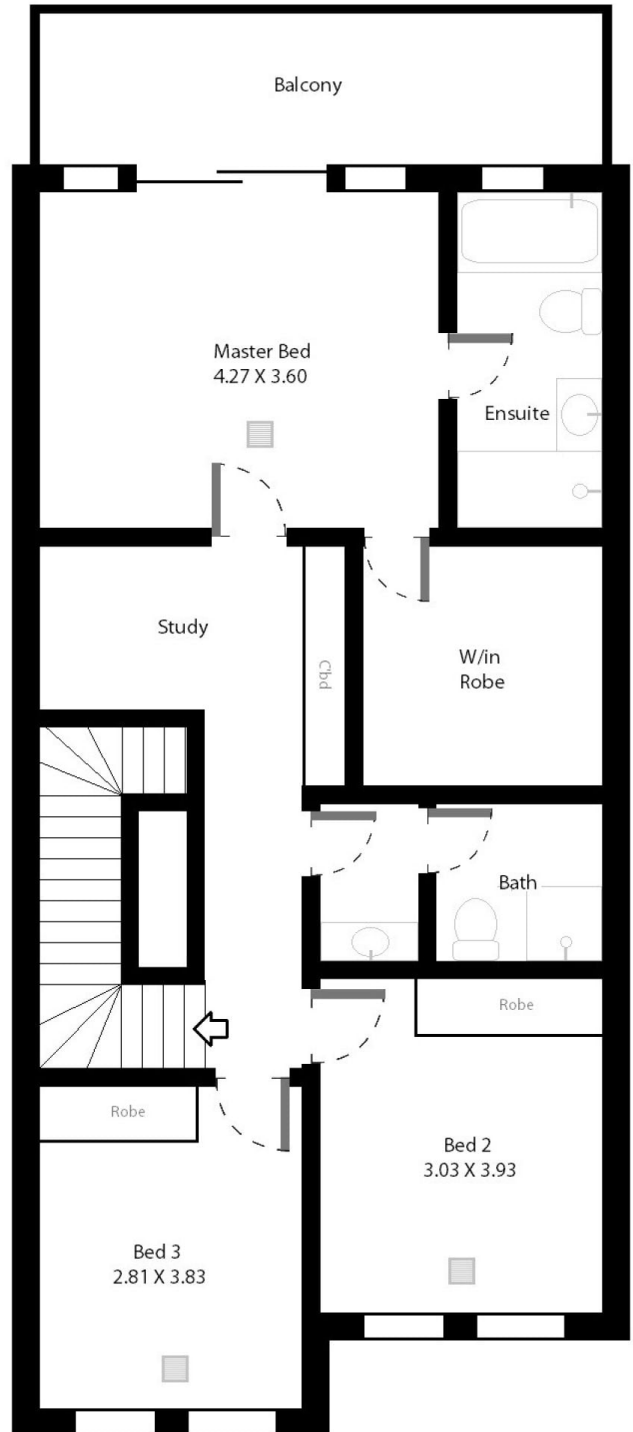 Balcony
Master Bed
4.27 X 3.60
Ensuite
Study
Cbd
W/in
Robe
Bath
Robe
Robe
Bed 2
3.03 X 3.93
Bed 3
2.81 X 3.83